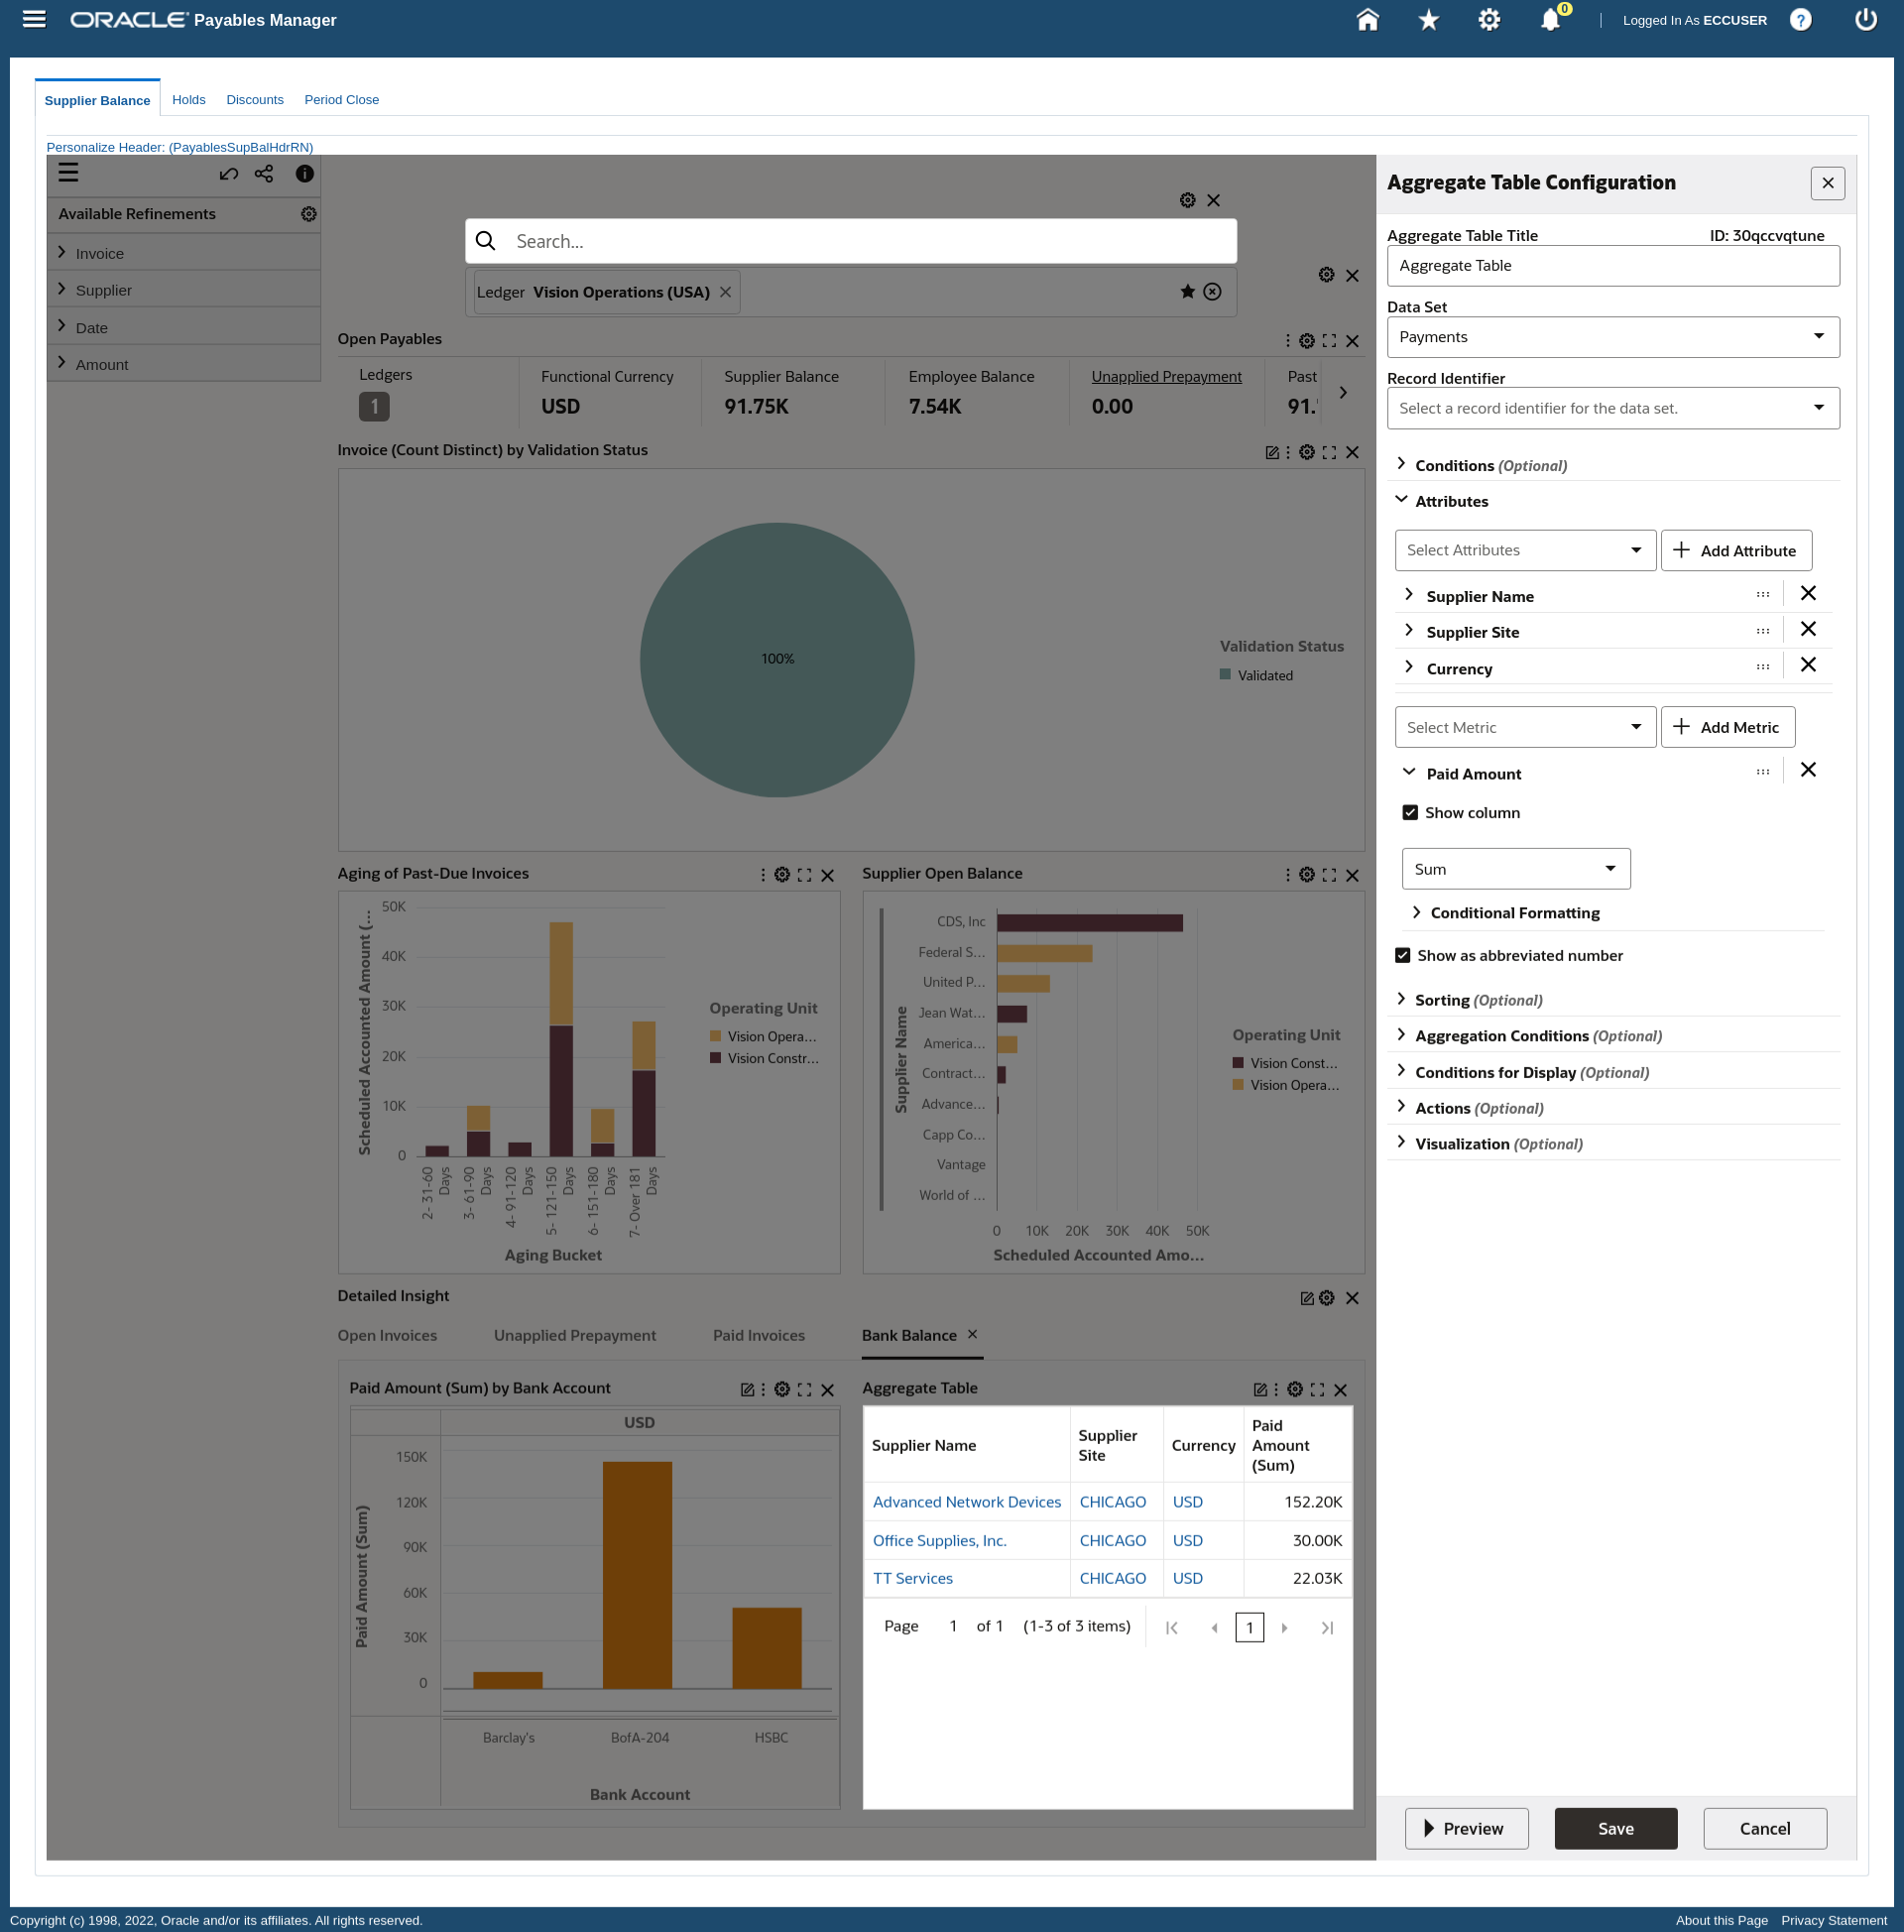 ORACLE Payables Manager
0
Logged In As ECCUSER
?
Supplier Balance
Holds
Discounts
Period Close
Personalize Header: (PayablesSupBalHdrRN)
Available Refinements
Invoice
Supplier
Date
Amount
Search...
Ledger Vision Operations (USA)
Open Payables
Ledgers
1
Functional Currency
USD
Supplier Balance
91.75K
Employee Balance
7.54K
Unapplied Prepayment
0.00
Past
91.
Invoice (Count Distinct) by Validation Status
100%
Validation Status
Validated
Aging of Past-Due Invoices
Scheduled Accounted Amount (...
50K
40K
30K
20K
10K
0
2- 31-60 Days
3- 61-90 Days
4- 91-120 Days
5- 121-150 Days
6- 151-180 Days
7- Over 181 Days
Aging Bucket
Operating Unit
Vision Opera...
Vision Constr...
Supplier Open Balance
Supplier Name
CDS, Inc
Federal S...
United P...
Jean Wat...
America...
Contract...
Advance...
Capp Co...
Vantage
World of ...
0 10K 20K 30K 40K 50K
Scheduled Accounted Amo...
Operating Unit
Vision Const...
Vision Opera...
Detailed Insight
Open Invoices
Unapplied Prepayment
Paid Invoices
Bank Balance
Paid Amount (Sum) by Bank Account
USD
Paid Amount (Sum)
150K
120K
90K
60K
30K
0
Barclay's
BofA-204
HSBC
Bank Account
Aggregate Table
Supplier Name Supplier Site Currency Paid Amount (Sum)
Advanced Network Devices CHICAGO USD 152.20K
Office Supplies, Inc. CHICAGO USD 30.00K
TT Services CHICAGO USD 22.03K
Page 1 of 1 (1-3 of 3 items) 1
Aggregate Table Configuration
Aggregate Table Title
ID: 30qccvqtune
Aggregate Table
Data Set
Payments
Record Identifier
Select a record identifier for the data set.
Conditions (Optional)
Attributes
Select Attributes
Add Attribute
Supplier Name
Supplier Site
Currency
Select Metric
Add Metric
Paid Amount
Show column
Sum
Conditional Formatting
Show as abbreviated number
Sorting (Optional)
Aggregation Conditions (Optional)
Conditions for Display (Optional)
Actions (Optional)
Visualization (Optional)
Preview
Save
Cancel
Copyright (c) 1998, 2022, Oracle and/or its affiliates. All rights reserved.
About this Page
Privacy Statement